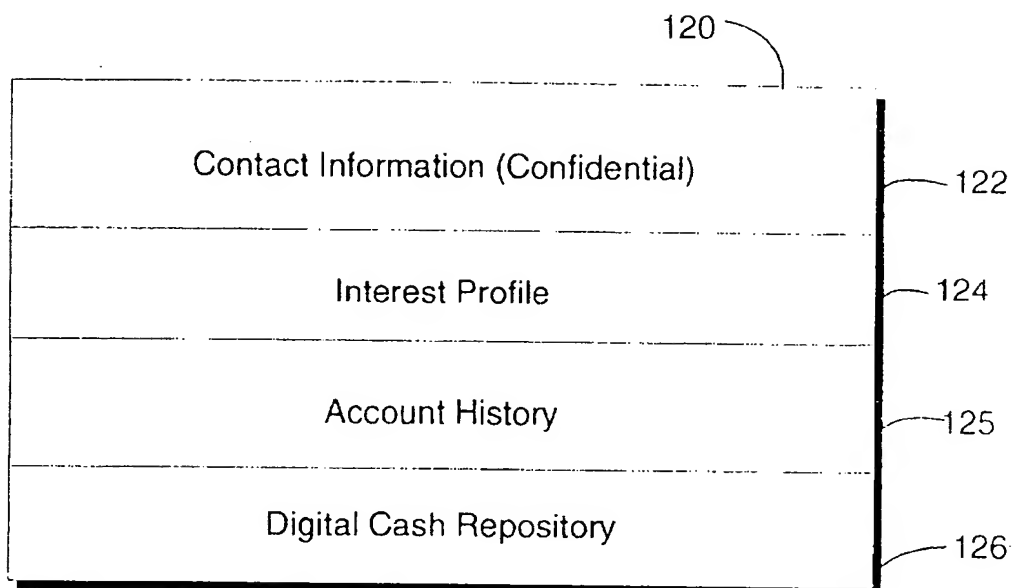 120
Contact Information (Confidential)
122
Interest Profile
124
Account History
125
Digital Cash Repository
126